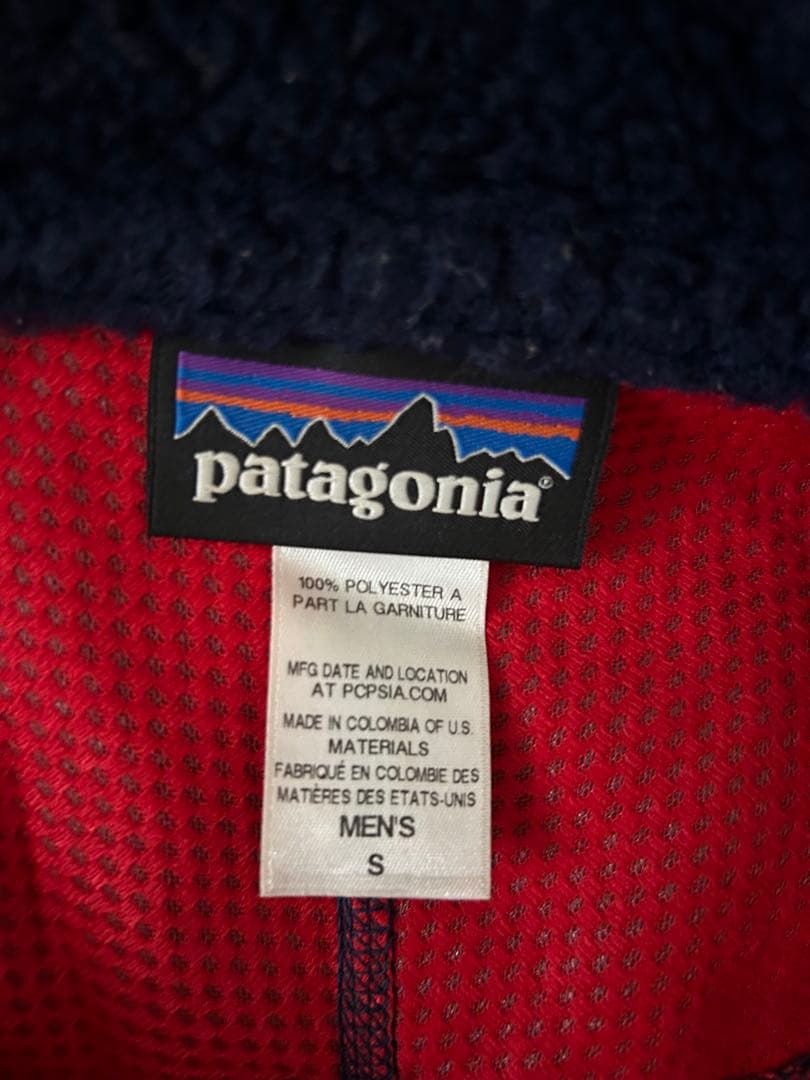 patagonia®
100% POLYESTER A
PART LA GARNITURE
MFG DATE AND LOCATION
AT PCPSIA.COM
MADE IN COLOMBIA OF U.S.
MATERIALS
FABRIQUÉ EN COLOMBIE DES
MATIÈRES DES ETATS-UNIS
MEN'S
S